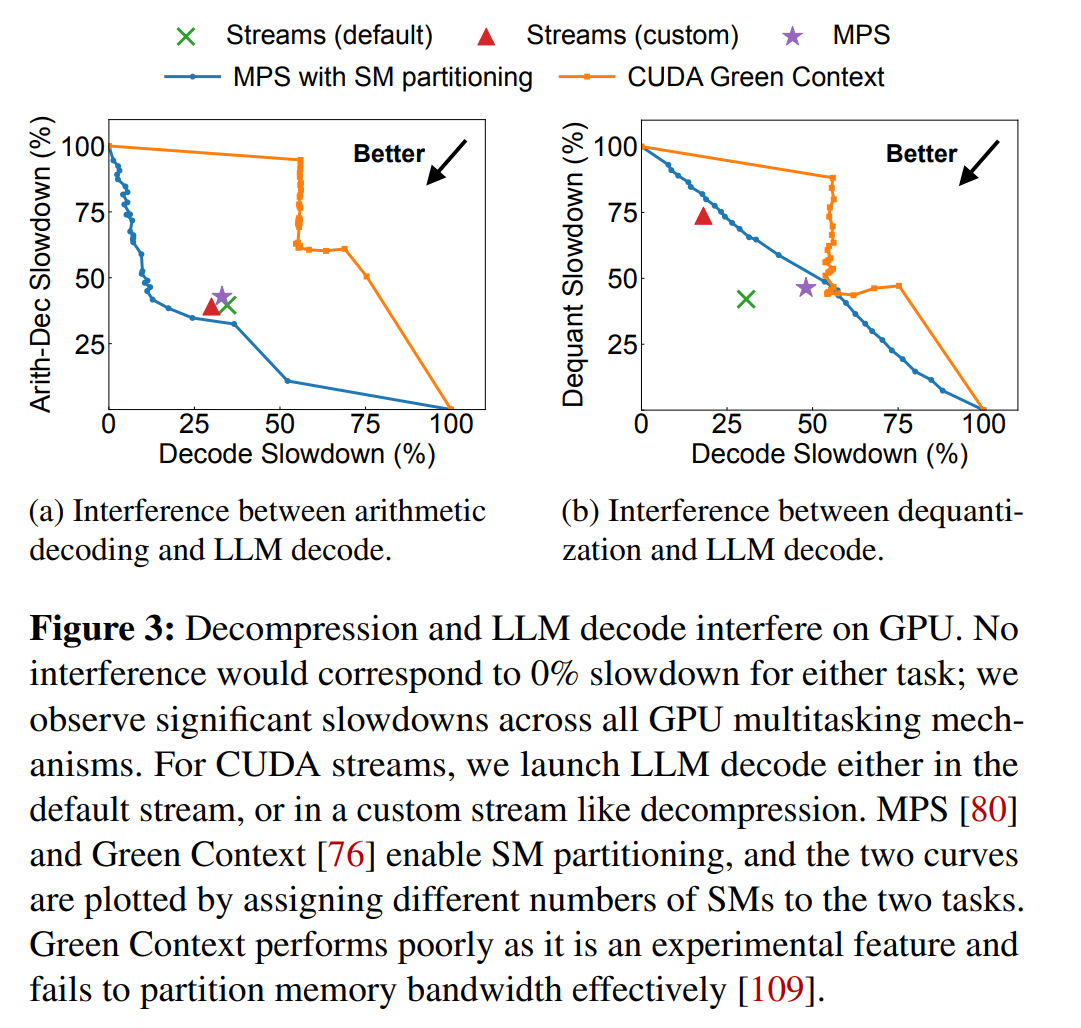 Streams (default) Streams (custom) MPS
MPS with SM partitioning CUDA Green Context
Arith-Dec Slowdown (%)
100
75
50
25
Better
0 25 50 75 100
Decode Slowdown (%)
(a) Interference between arithmetic
decoding and LLM decode.
Dequant Slowdown (%)
100
75
50
25
Better
0 25 50 75 100
Decode Slowdown (%)
(b) Interference between dequanti-
zation and LLM decode.
Figure 3: Decompression and LLM decode interfere on GPU. No
interference would correspond to 0% slowdown for either task; we
observe significant slowdowns across all GPU multitasking mech-
anisms. For CUDA streams, we launch LLM decode either in the
default stream, or in a custom stream like decompression. MPS [80]
and Green Context [76] enable SM partitioning, and the two curves
are plotted by assigning different numbers of SMs to the two tasks.
Green Context performs poorly as it is an experimental feature and
fails to partition memory bandwidth effectively [109].